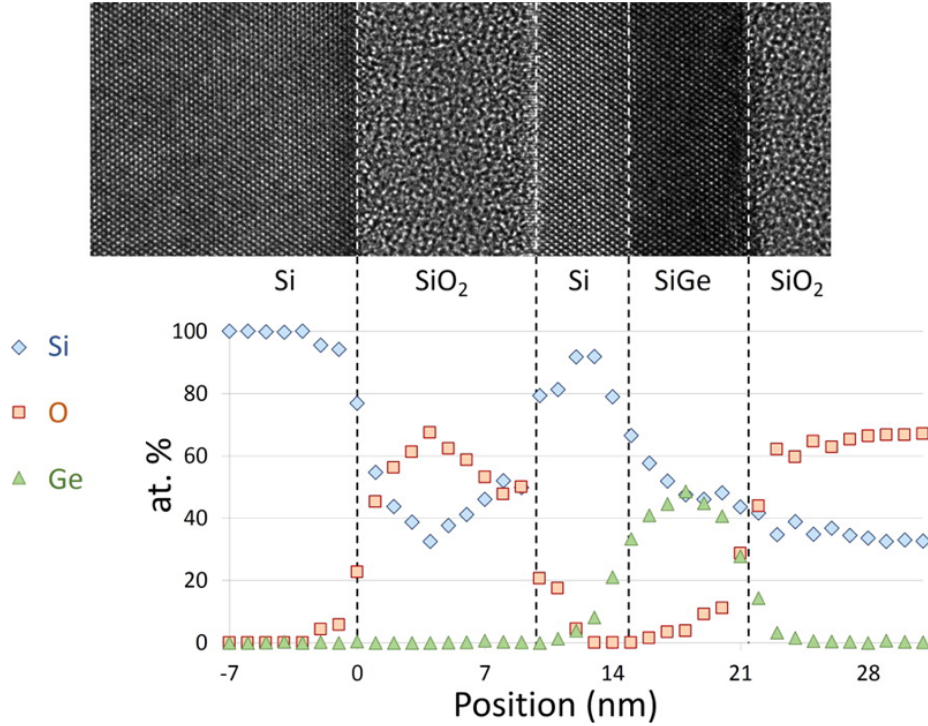 Si SiO₂ Si SiGe SiO₂
Si
O
Ge
at. %
100
80
60
40
20
0
-7 0 7 14 21 28
Position (nm)